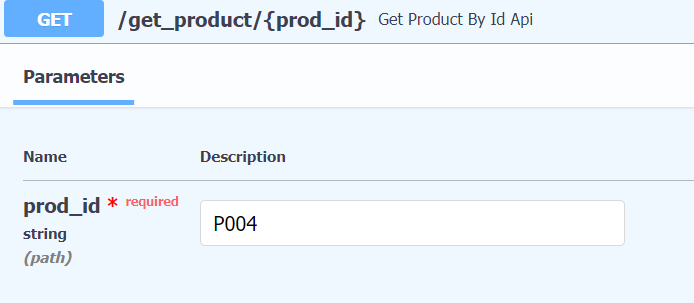 GET /get_product/{prod_id} Get Product By Id Api
Parameters
Name Description
prod_id * required
string
(path)
P004